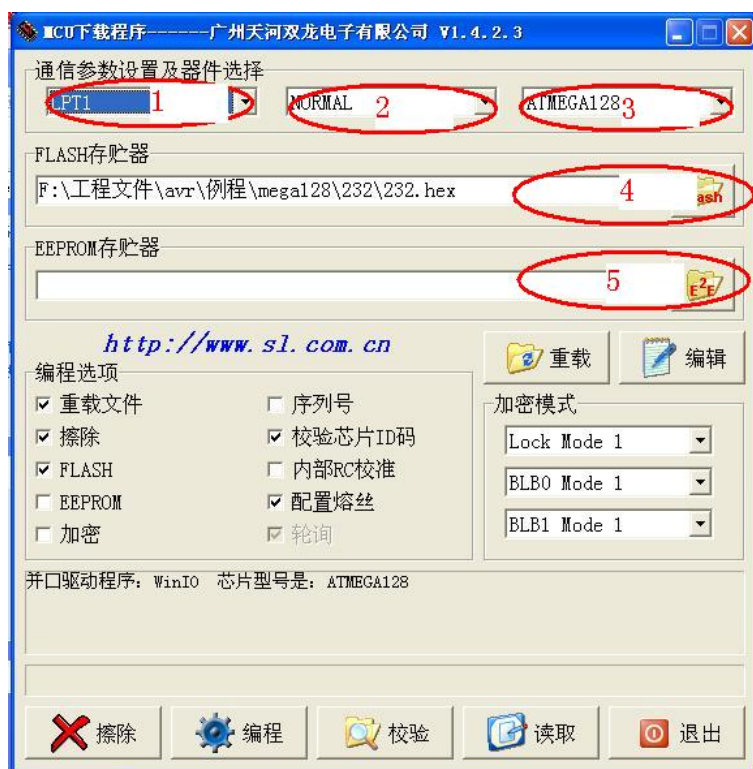 MCU下载程序------广州天河双龙电子有限公司 V1.4.2.3
通信参数设置及器件选择
LPT1 1 NORMAL 2 ATMEGA128 3
FLASH存贮器
F:\工程文件\avr\例程\mega128\232\232.hex 4 ash
EEPROM存贮器
5 E²E
http://www.sl.com.cn
重载 编辑
编程选项
重载文件 序列号
擦除 校验芯片ID码
FLASH 内部RC校准
EEPROM 配置熔丝
加密 轮询
加密模式
Lock Mode 1
BLB0 Mode 1
BLB1 Mode 1
并口驱动程序: WinIO 芯片型号是: ATMEGA128
擦除 编程 校验 读取 退出